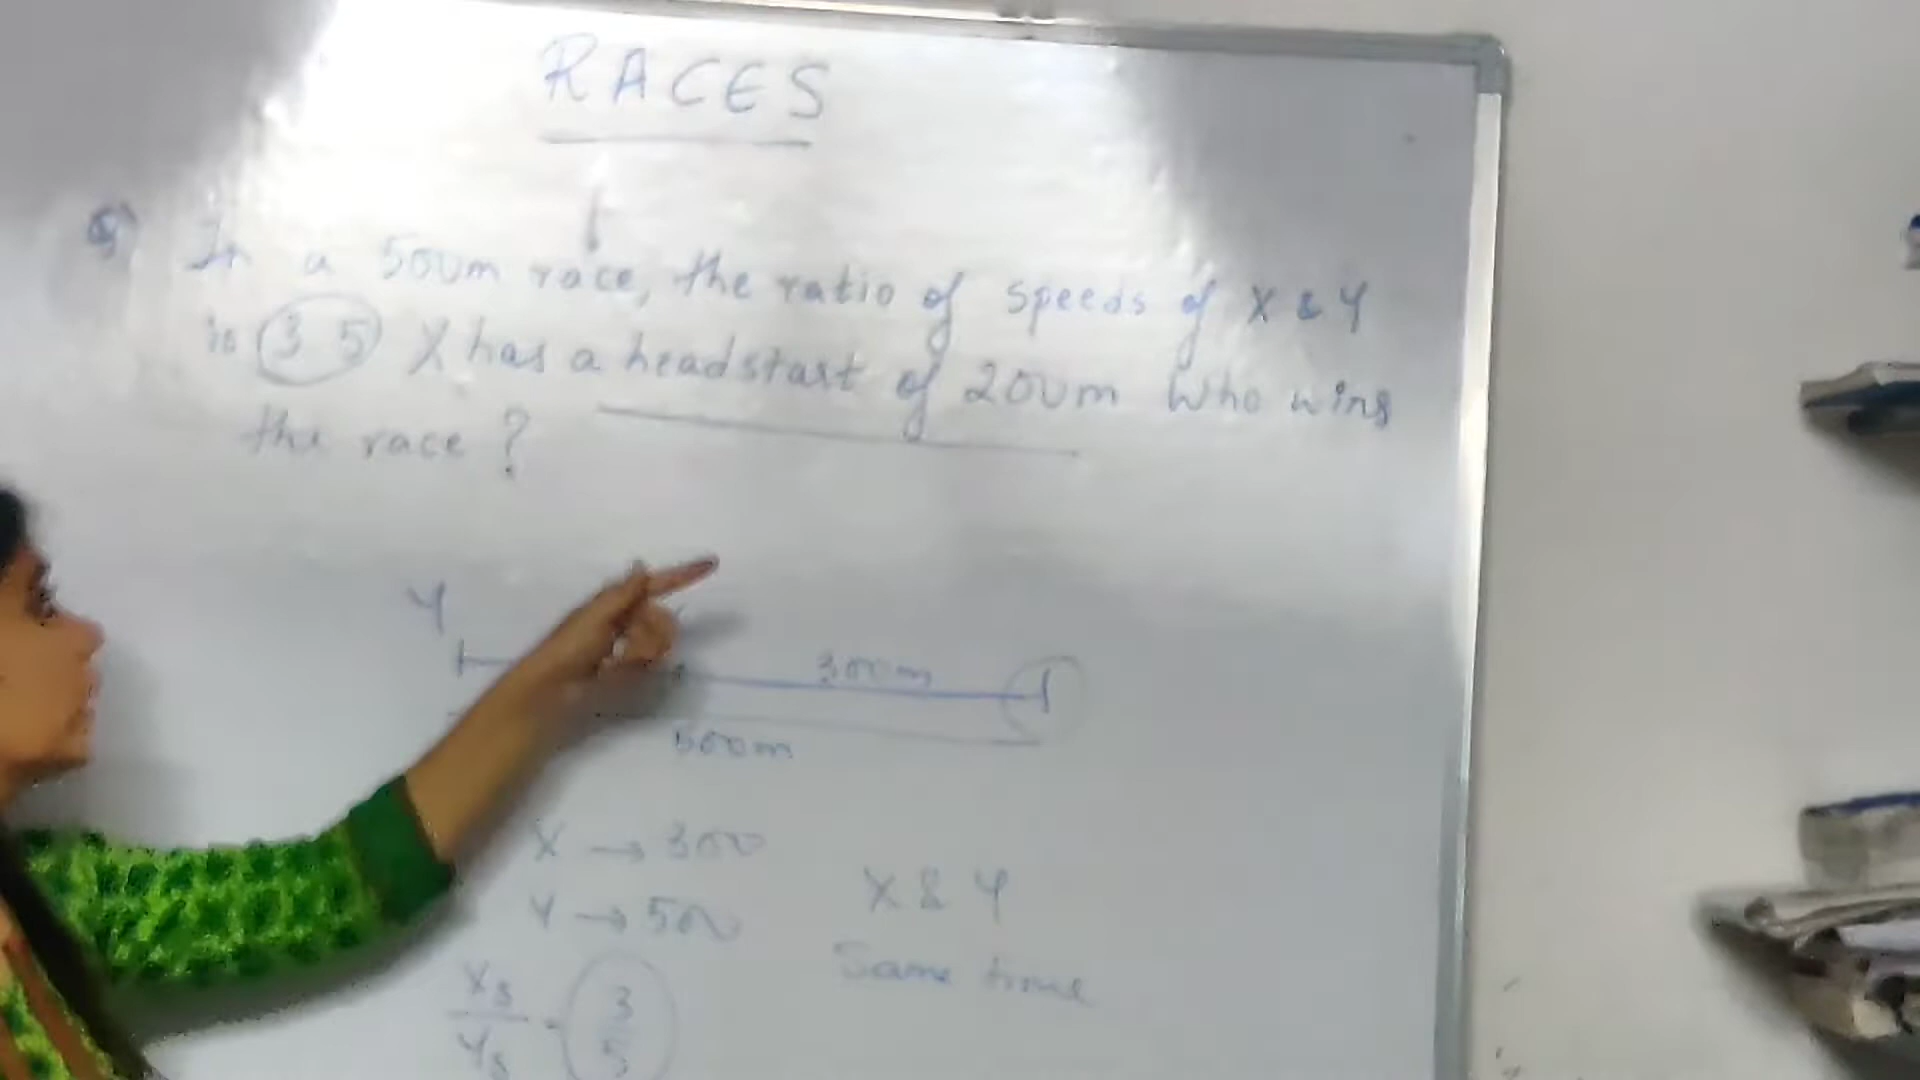 RACES
Q) In a 500m race, the ratio of speeds of X & Y
is 3 5 X has a headstart of 200m Who wins
the race ?
Y
300m
500m
X → 300
Y → 500
X & Y
Same time
Xs
Ys
3
5